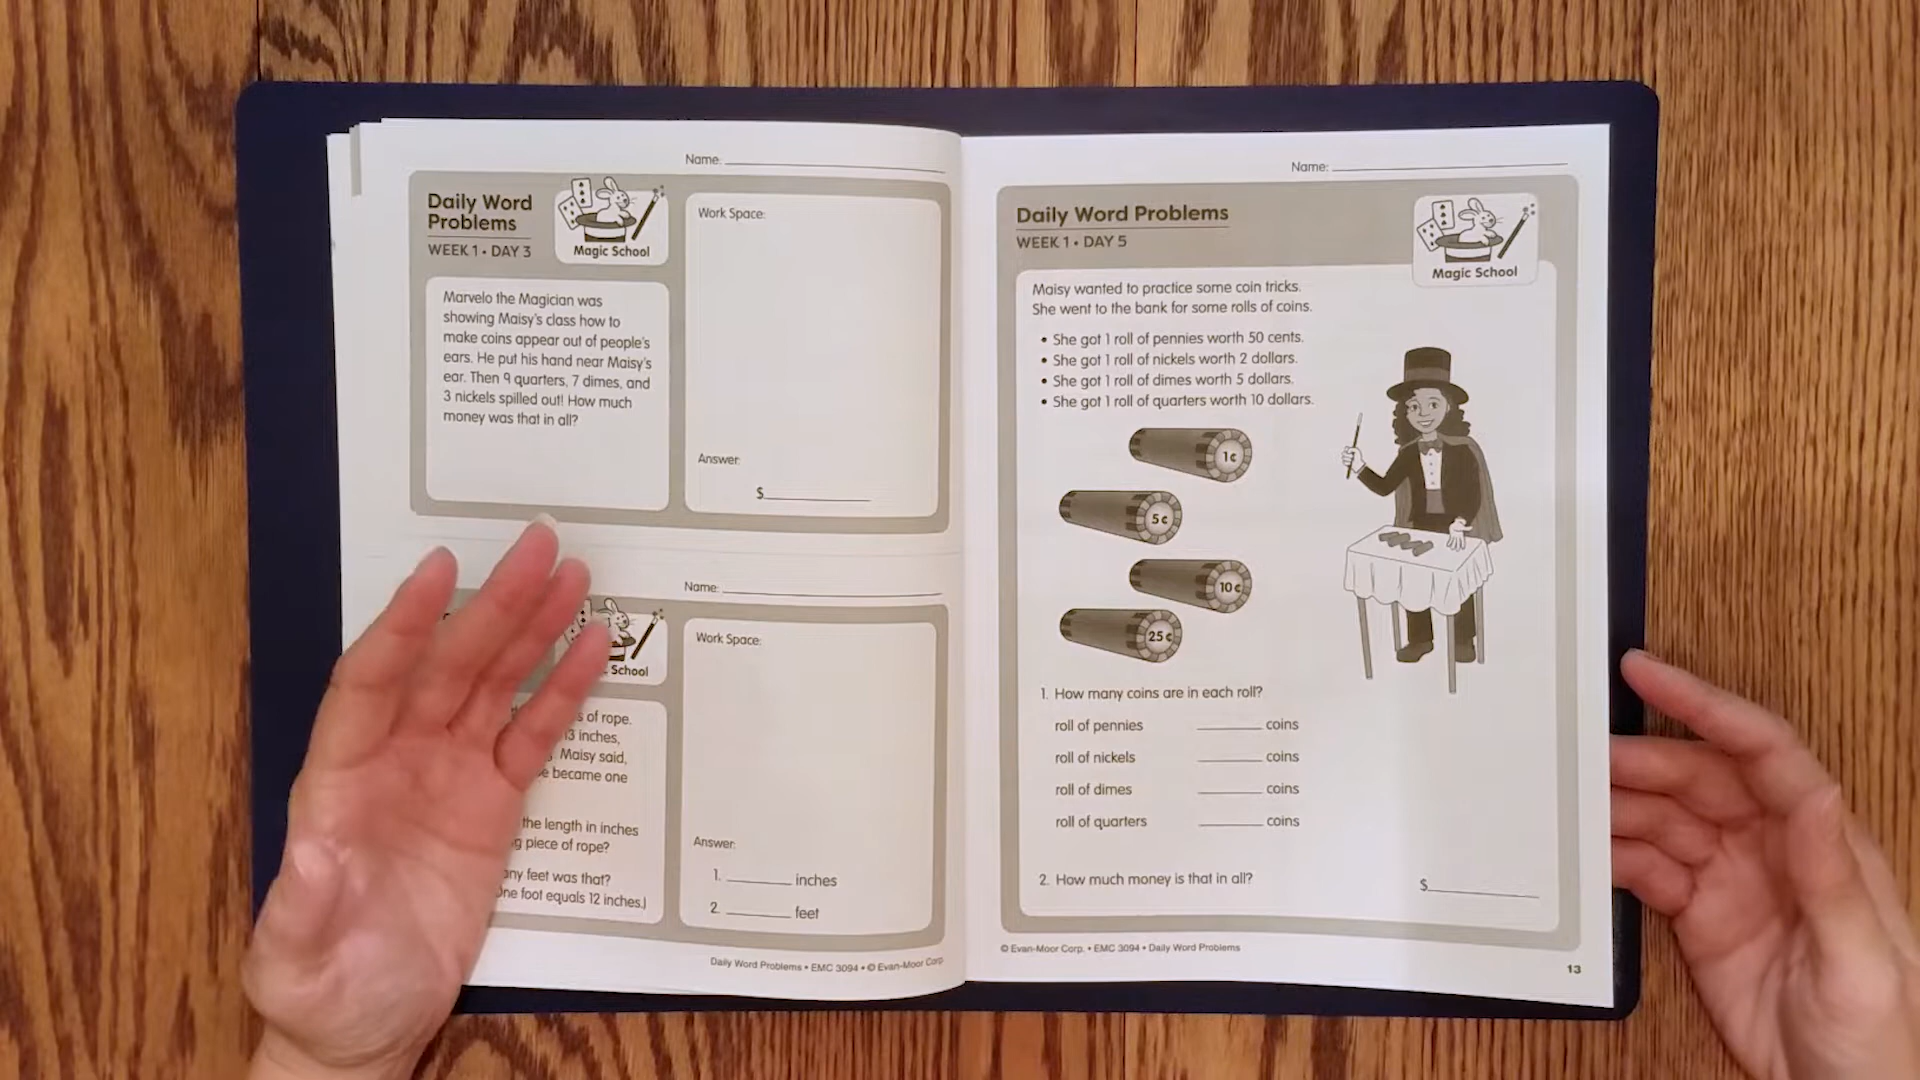 Name:
Daily Word
Problems
WEEK 1 • DAY 3
Magic School
Marvelo the Magician was
showing Maisy's class how to
make coins appear out of people's
ears. He put his hand near Maisy's
ear. Then 9 quarters, 7 dimes, and
3 nickels spilled out! How much
money was that in all?
Work Space:
Answer:
$
Name:
School
of rope.
13 inches,
Maisy said,
became one
the length in inches
piece of rope?
feet was that?
foot equals 12 inches.)
Work Space:
Answer:
1. inches
2. feet
Daily Word Problems • EMC 3094 • © Evan-Moor Corp.
Name:
Daily Word Problems
WEEK 1 • DAY 5
Magic School
Maisy wanted to practice some coin tricks.
She went to the bank for some rolls of coins.
• She got 1 roll of pennies worth 50 cents.
• She got 1 roll of nickels worth 2 dollars.
• She got 1 roll of dimes worth 5 dollars.
• She got 1 roll of quarters worth 10 dollars.
1¢
5¢
10¢
25¢
1. How many coins are in each roll?
roll of pennies coins
roll of nickels coins
roll of dimes coins
roll of quarters coins
2. How much money is that in all? $
© Evan-Moor Corp. • EMC 3094 • Daily Word Problems
13